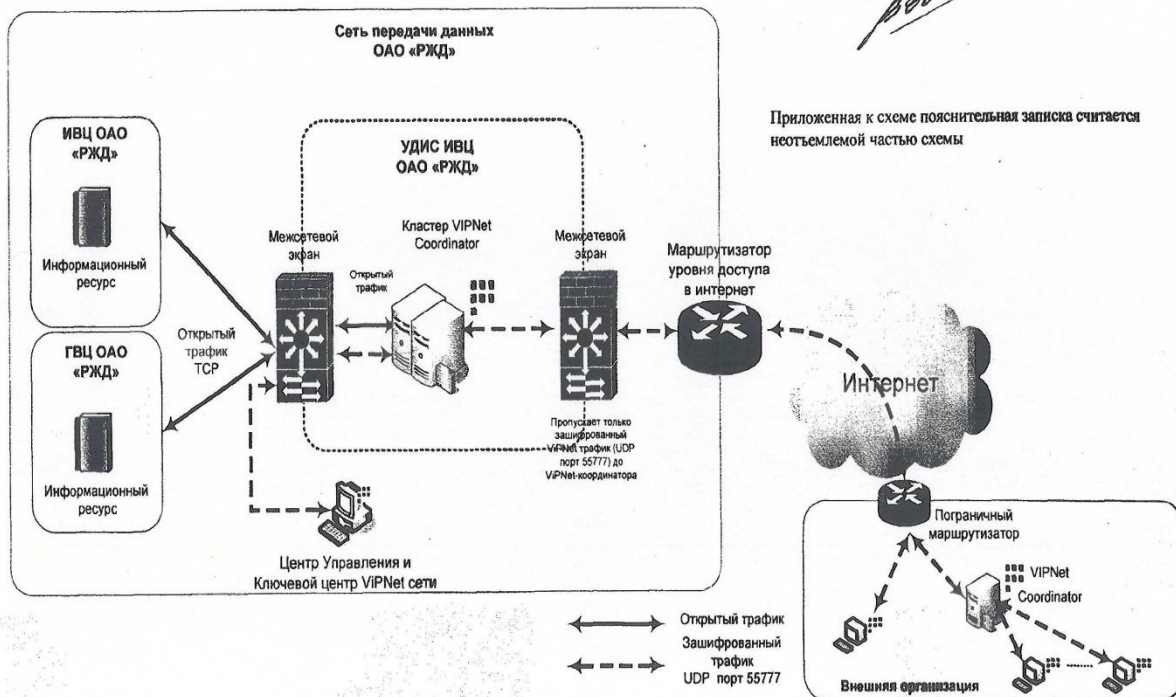 Сеть передачи данных
ОАО «РЖД»
Приложенная к схеме пояснительная записка считается
неотъемлемой частью схемы
ИВЦ ОАО
«РЖД»
Информационный
ресурс
ГВЦ ОАО
«РЖД»
Информационный
ресурс
Открытый
трафик
TCP
УДИС ИВЦ
ОАО «РЖД»
Межсетевой
экран
Открытый
трафик
Кластер VIPNet
Coordinator
Межсетевой
экран
Пропускает только
зашифрованный
ViPNet трафик (UDP
порт 55777) до
ViPNet-координатора
Маршрутизатор
уровня доступа
в интернет
Интернет
Центр Управления и
Ключевой центр ViPNet сети
Пограничный
маршрутизатор
VIPNet
Coordinator
Внешняя организация
Открытый трафик
Зашифрованный
трафик
UDP порт 55777